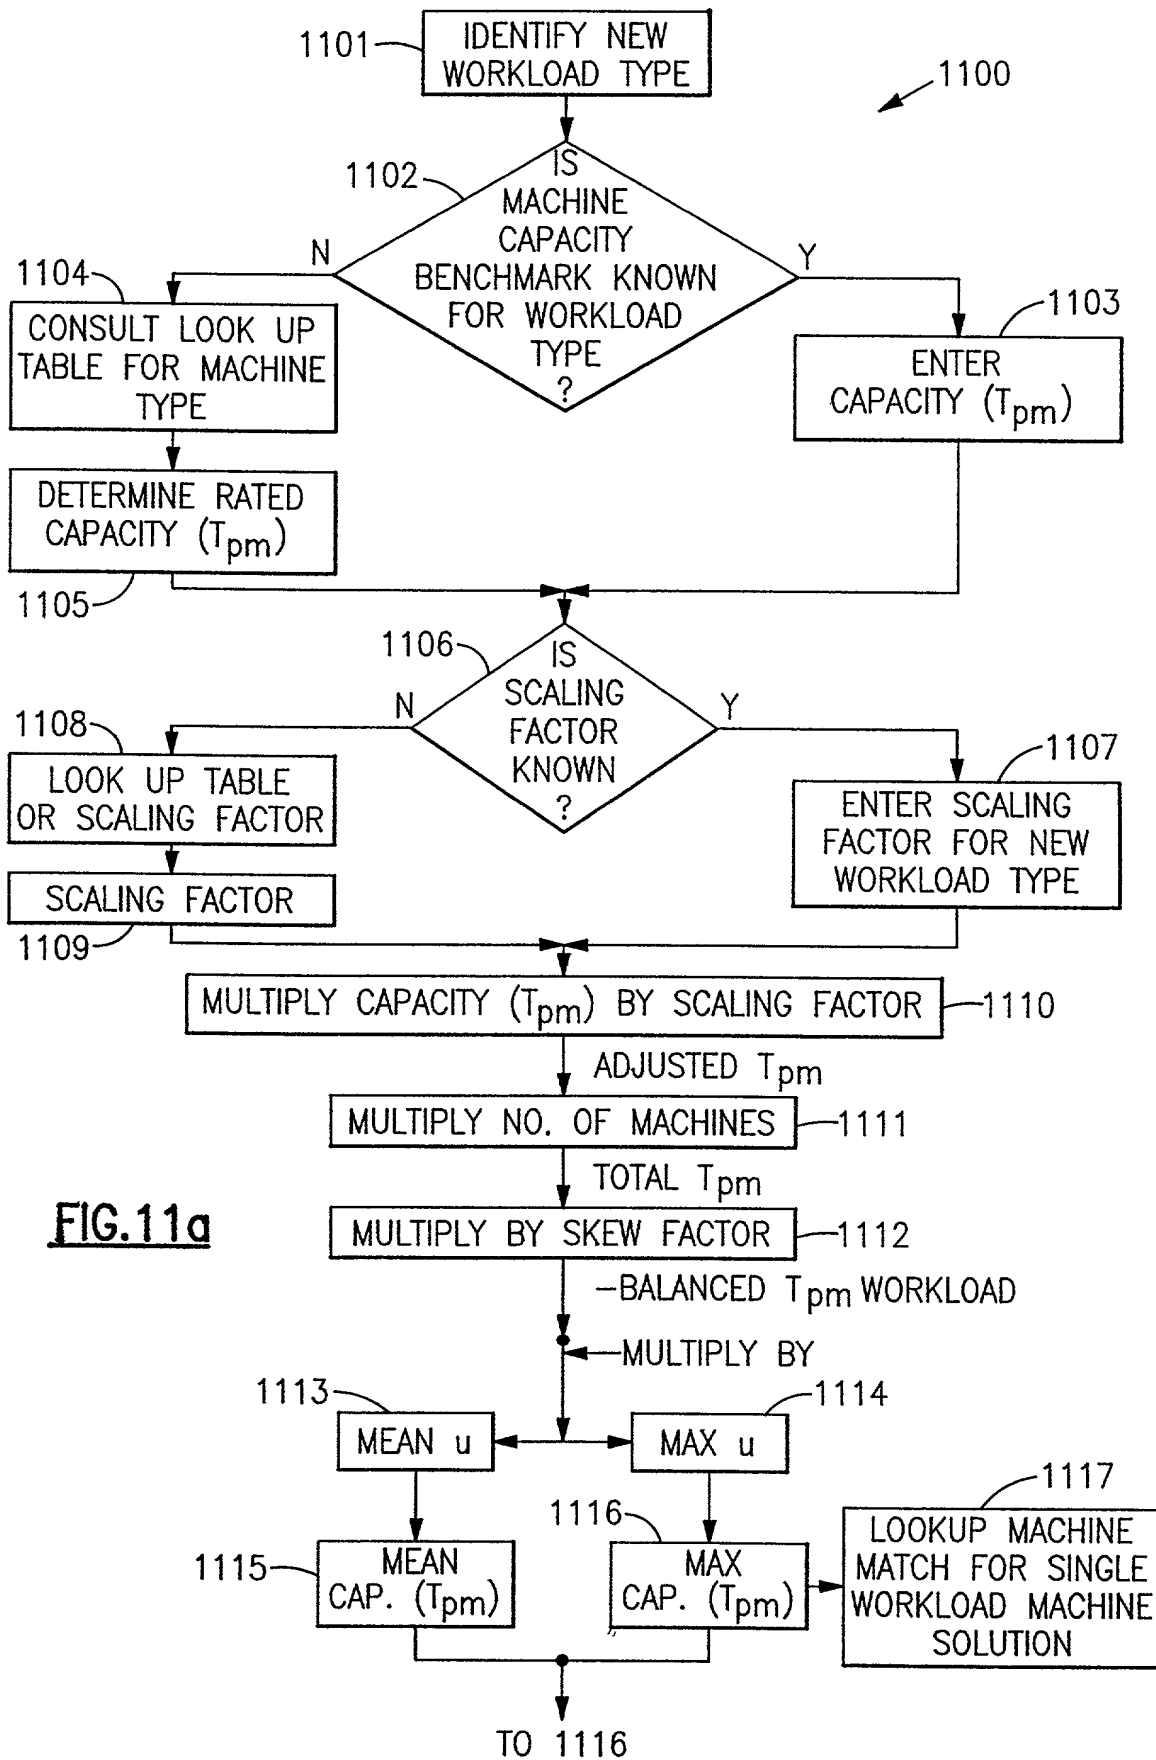 1101
IDENTIFY NEW
WORKLOAD TYPE
1100
1102
IS
MACHINE
CAPACITY
BENCHMARK KNOWN
FOR WORKLOAD
TYPE
?
N
Y
1104
CONSULT LOOK UP
TABLE FOR MACHINE
TYPE
1103
ENTER
CAPACITY (Tpm)
DETERMINE RATED
CAPACITY (Tpm)
1105
1106
IS
SCALING
FACTOR
KNOWN
?
N
Y
1108
LOOK UP TABLE
OR SCALING FACTOR
1107
ENTER SCALING
FACTOR FOR NEW
WORKLOAD TYPE
SCALING FACTOR
1109
MULTIPLY CAPACITY (Tpm) BY SCALING FACTOR
1110
ADJUSTED Tpm
MULTIPLY NO. OF MACHINES
1111
TOTAL Tpm
FIG.11a
MULTIPLY BY SKEW FACTOR
1112
-BALANCED Tpm WORKLOAD
MULTIPLY BY
1113
MEAN u
1114
MAX u
1115
MEAN
CAP. (Tpm)
1116
MAX
CAP. (Tpm)
1117
LOOKUP MACHINE
MATCH FOR SINGLE
WORKLOAD MACHINE
SOLUTION
TO 1116